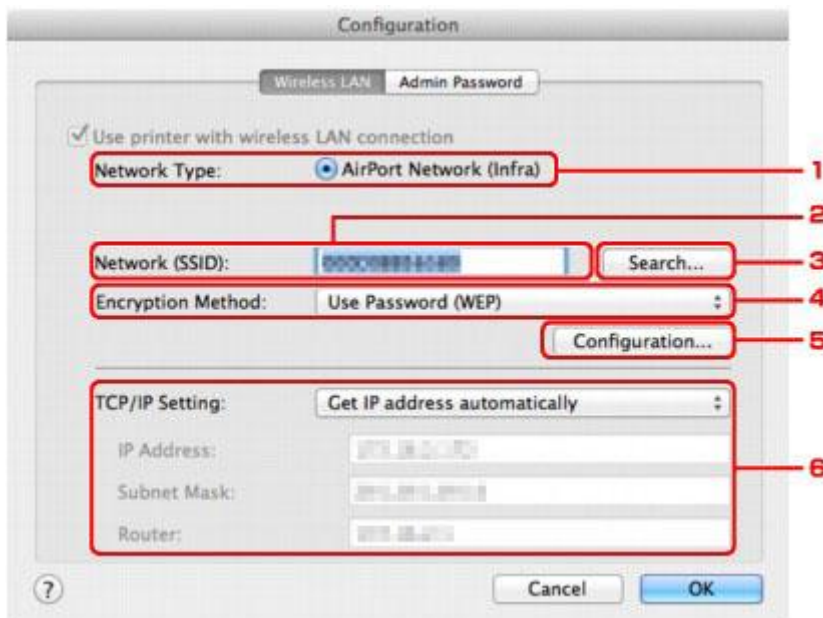 Configuration
Wireless LAN Admin Password
Use printer with wireless LAN connection
Network Type: AirPort Network (Infra) 1
2
Network (SSID): Search... 3
Encryption Method: Use Password (WEP) 4
Configuration... 5
TCP/IP Setting: Get IP address automatically
IP Address:
6
Subnet Mask:
Router:
? Cancel OK